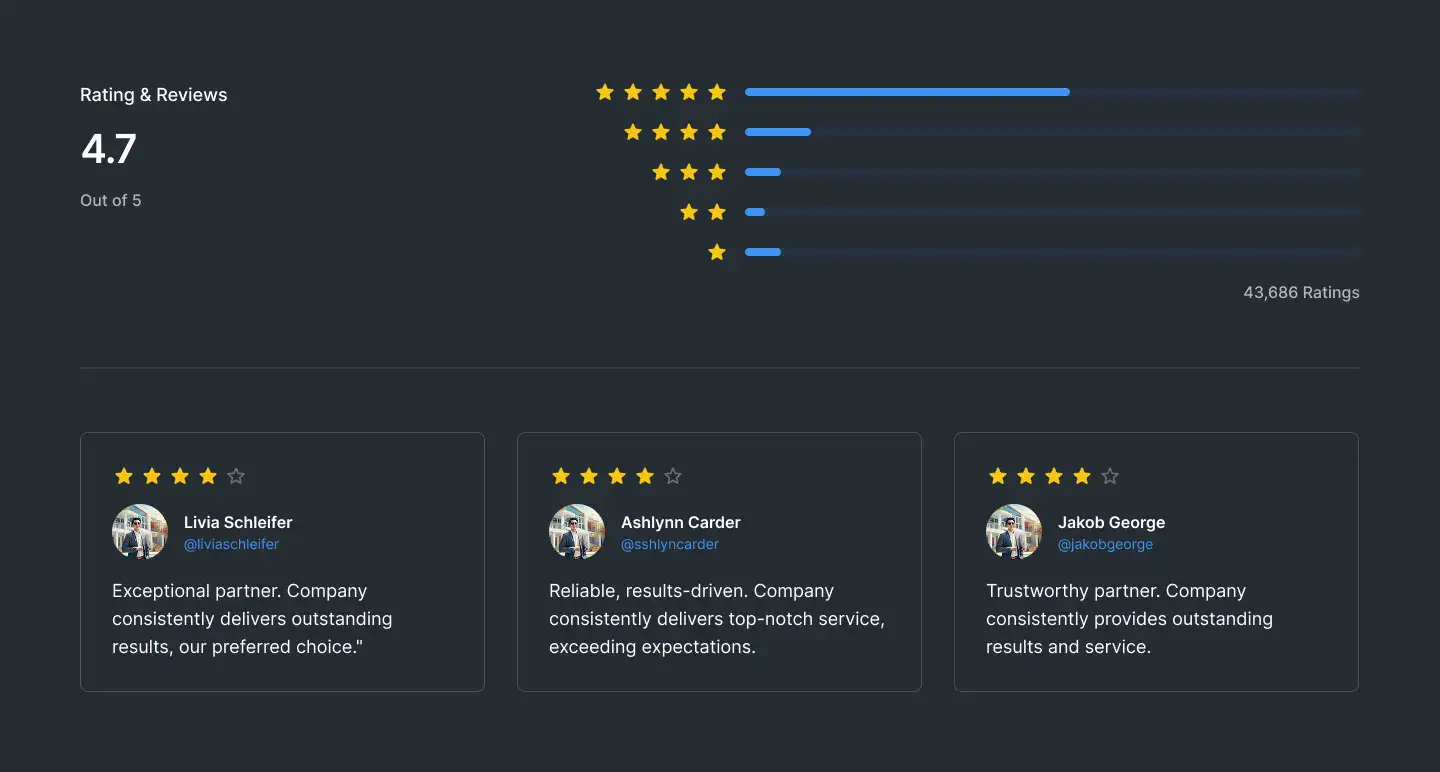 Rating & Reviews
4.7
Out of 5
43,686 Ratings
Livia Schleifer
@liviaschleifer
Exceptional partner. Company
consistently delivers outstanding
results, our preferred choice."
Ashlynn Carder
@sshlyncarder
Reliable, results-driven. Company
consistently delivers top-notch service,
exceeding expectations.
Jakob George
@jakobgeorge
Trustworthy partner. Company
consistently provides outstanding
results and service.